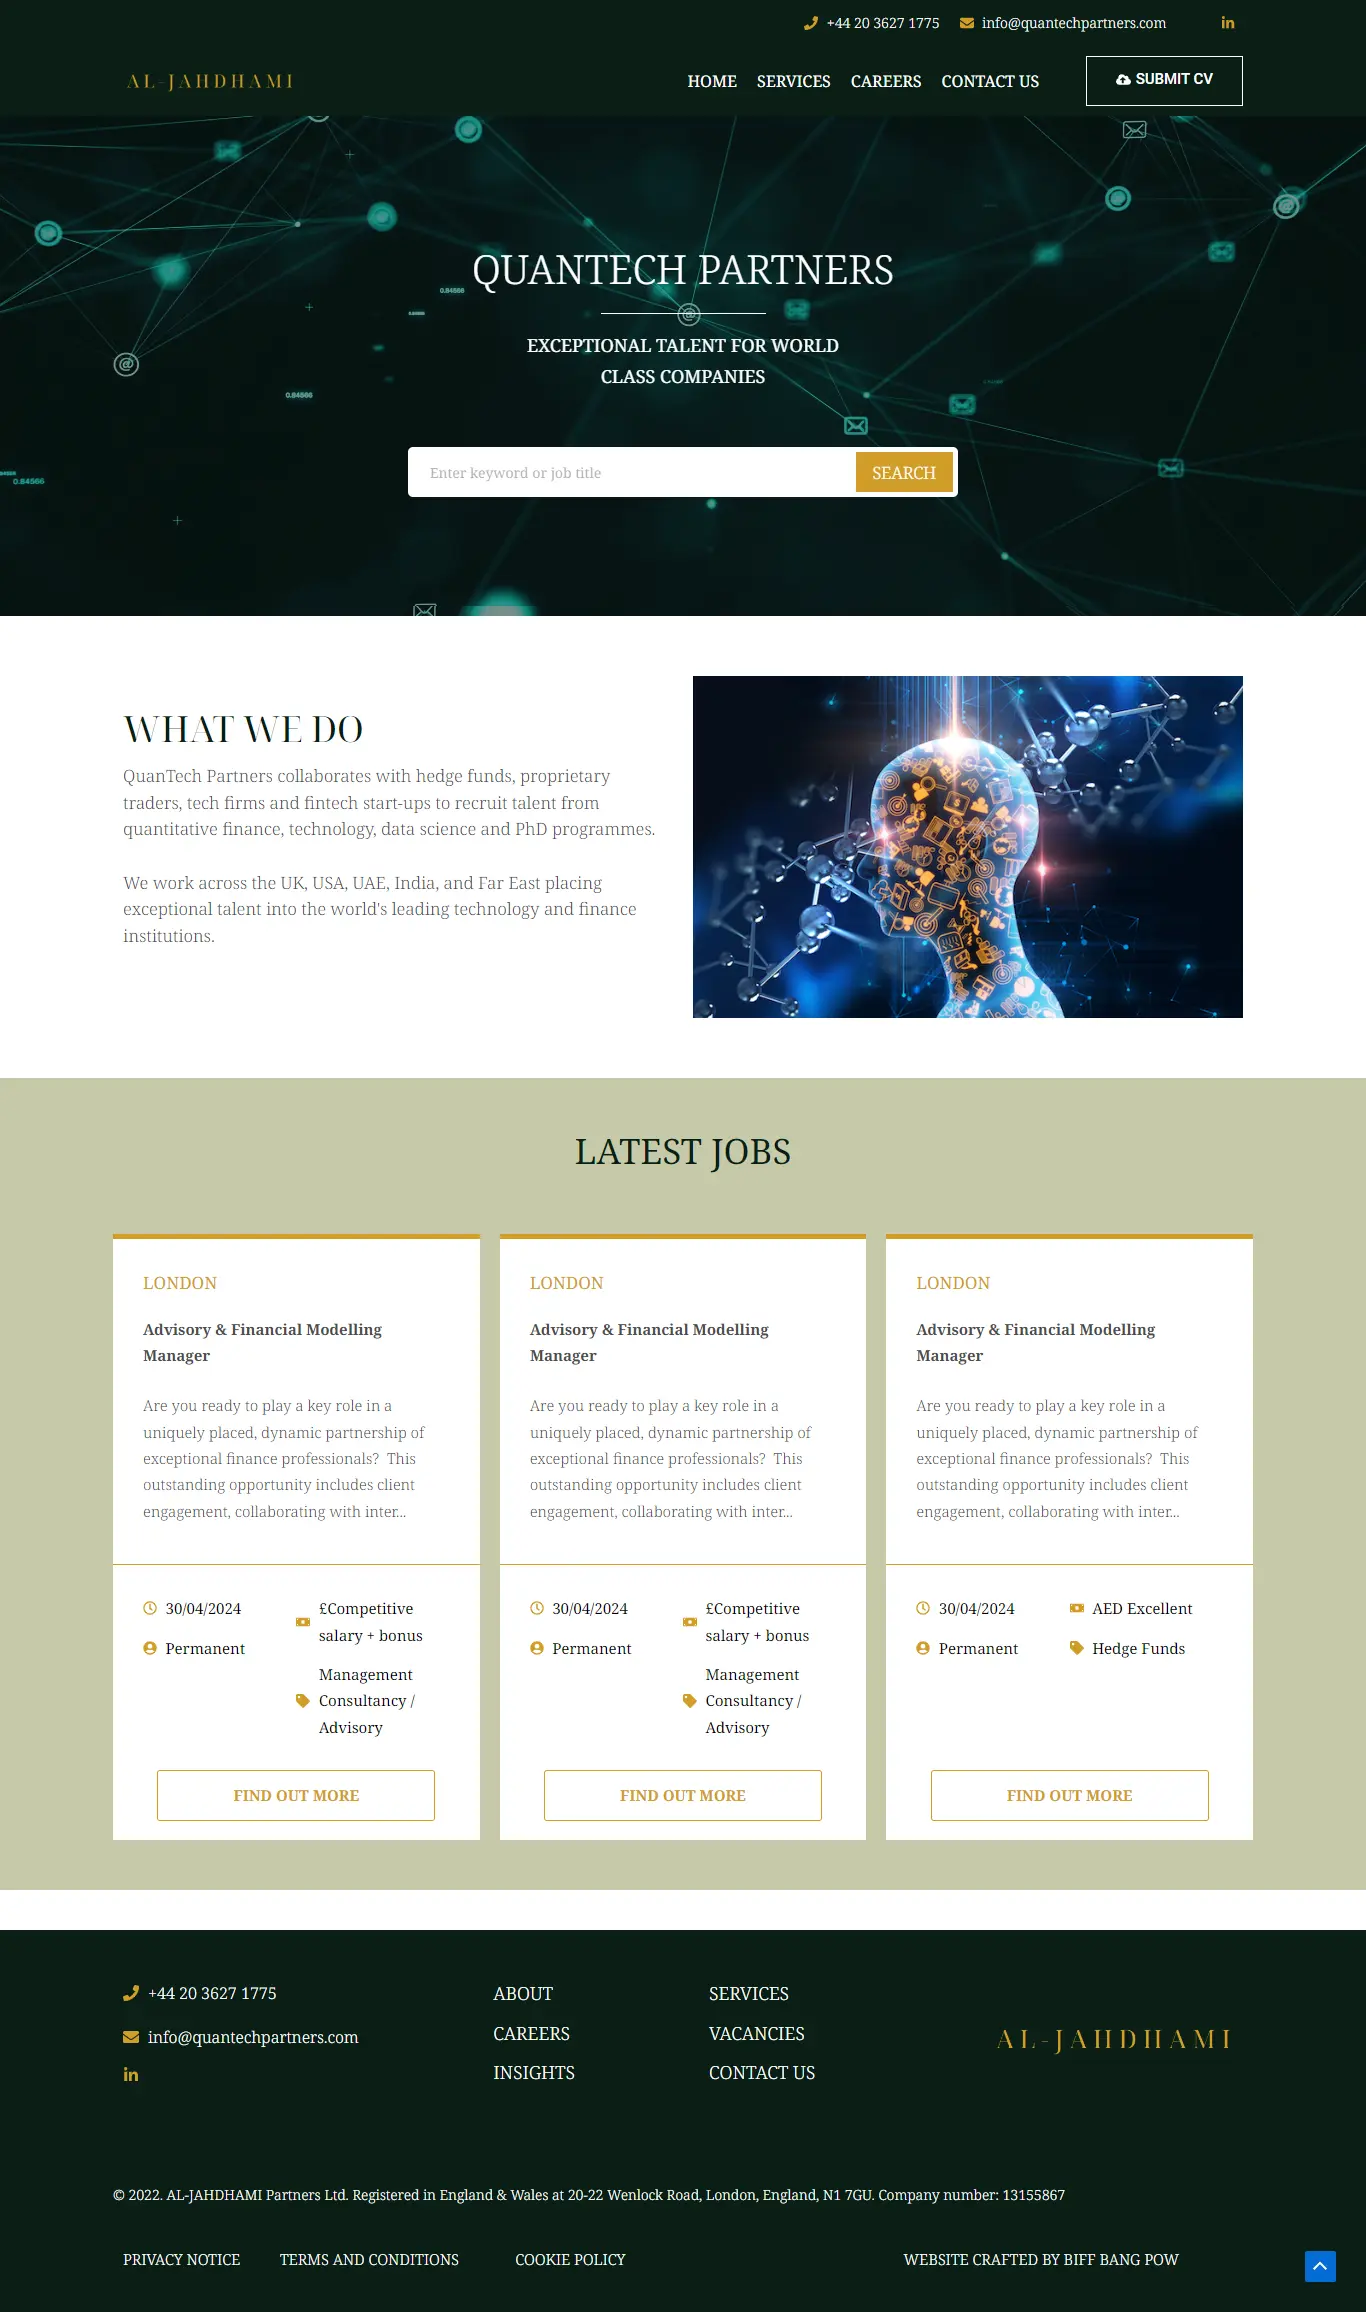 +44 20 3627 1775
info@quantechpartners.com
AL-JAHDHAMI
HOME
SERVICES
CAREERS
CONTACT US
SUBMIT CV
QUANTECH PARTNERS
0.84566
EXCEPTIONAL TALENT FOR WORLD
CLASS COMPANIES
0.84566
Enter keyword or job title
SEARCH
0.84566
WHAT WE DO
QuanTech Partners collaborates with hedge funds, proprietary
traders, tech firms and fintech start-ups to recruit talent from
quantitative finance, technology, data science and PhD programmes.
We work across the UK, USA, UAE, India, and Far East placing
exceptional talent into the world's leading technology and finance
institutions.
LATEST JOBS
LONDON
Advisory & Financial Modelling
Manager
Are you ready to play a key role in a
uniquely placed, dynamic partnership of
exceptional finance professionals?  This
outstanding opportunity includes client
engagement, collaborating with inter...
30/04/2024
Permanent
£Competitive
salary + bonus
Management
Consultancy /
Advisory
FIND OUT MORE
LONDON
Advisory & Financial Modelling
Manager
Are you ready to play a key role in a
uniquely placed, dynamic partnership of
exceptional finance professionals?  This
outstanding opportunity includes client
engagement, collaborating with inter...
30/04/2024
Permanent
£Competitive
salary + bonus
Management
Consultancy /
Advisory
FIND OUT MORE
LONDON
Advisory & Financial Modelling
Manager
Are you ready to play a key role in a
uniquely placed, dynamic partnership of
exceptional finance professionals?  This
outstanding opportunity includes client
engagement, collaborating with inter...
30/04/2024
Permanent
AED Excellent
Hedge Funds
FIND OUT MORE
+44 20 3627 1775
info@quantechpartners.com
ABOUT
CAREERS
INSIGHTS
SERVICES
VACANCIES
CONTACT US
AL-JAHDHAMI
© 2022. AL-JAHDHAMI Partners Ltd. Registered in England & Wales at 20-22 Wenlock Road, London, England, N1 7GU. Company number: 13155867
PRIVACY NOTICE
TERMS AND CONDITIONS
COOKIE POLICY
WEBSITE CRAFTED BY BIFF BANG POW